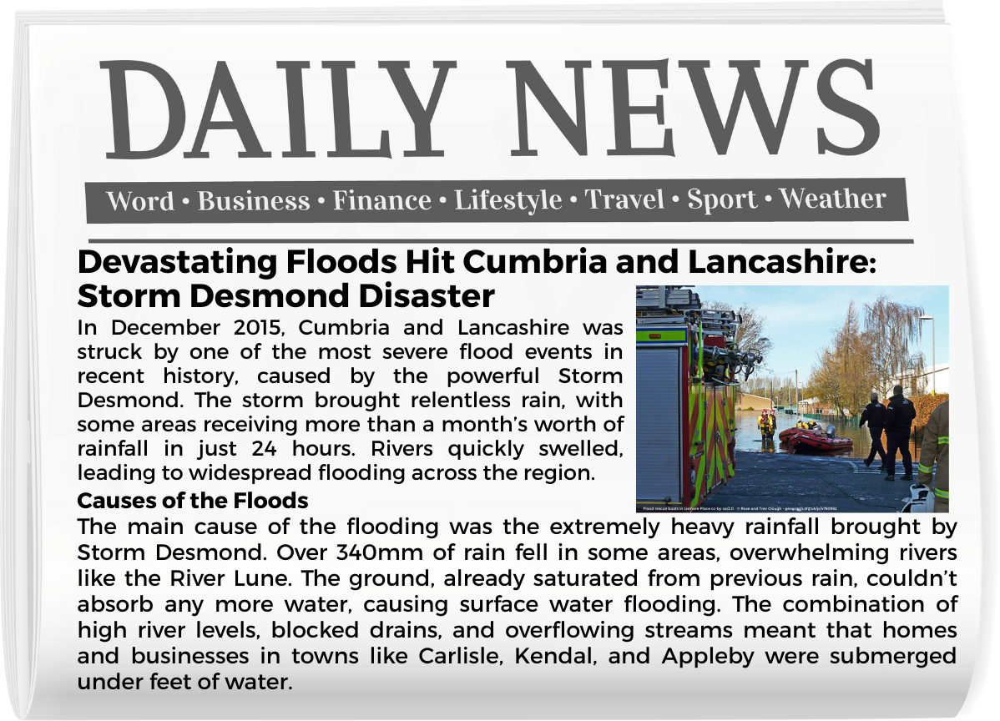 DAILY NEWS
Word • Business • Finance • Lifestyle • Travel • Sport • Weather
Devastating Floods Hit Cumbria and Lancashire:
Storm Desmond Disaster
In December 2015, Cumbria and Lancashire was
struck by one of the most severe flood events in
recent history, caused by the powerful Storm
Desmond. The storm brought relentless rain, with
some areas receiving more than a month's worth of
rainfall in just 24 hours. Rivers quickly swelled,
leading to widespread flooding across the region.
Flood rescue boats in Lismore Place cc-by-sa/2.0 - © Rose and Trev Clough - geograph.org.uk/p/4760952
Causes of the Floods
The main cause of the flooding was the extremely heavy rainfall brought by
Storm Desmond. Over 340mm of rain fell in some areas, overwhelming rivers
like the River Lune. The ground, already saturated from previous rain, couldn't
absorb any more water, causing surface water flooding. The combination of
high river levels, blocked drains, and overflowing streams meant that homes
and businesses in towns like Carlisle, Kendal, and Appleby were submerged
under feet of water.